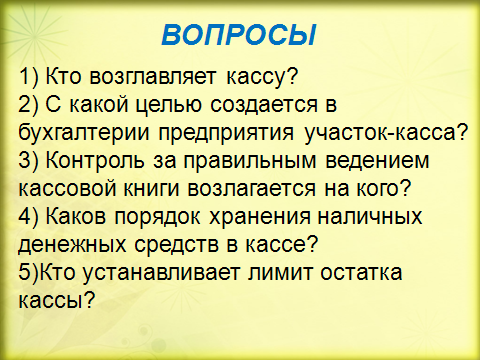 ВОПРОСЫ
1) Кто возглавляет кассу?
2) С какой целью создается в
бухгалтерии предприятия участок-касса?
3) Контроль за правильным ведением
кассовой книги возлагается на кого?
4) Каков порядок хранения наличных
денежных средств в кассе?
5)Кто устанавливает лимит остатка
кассы?